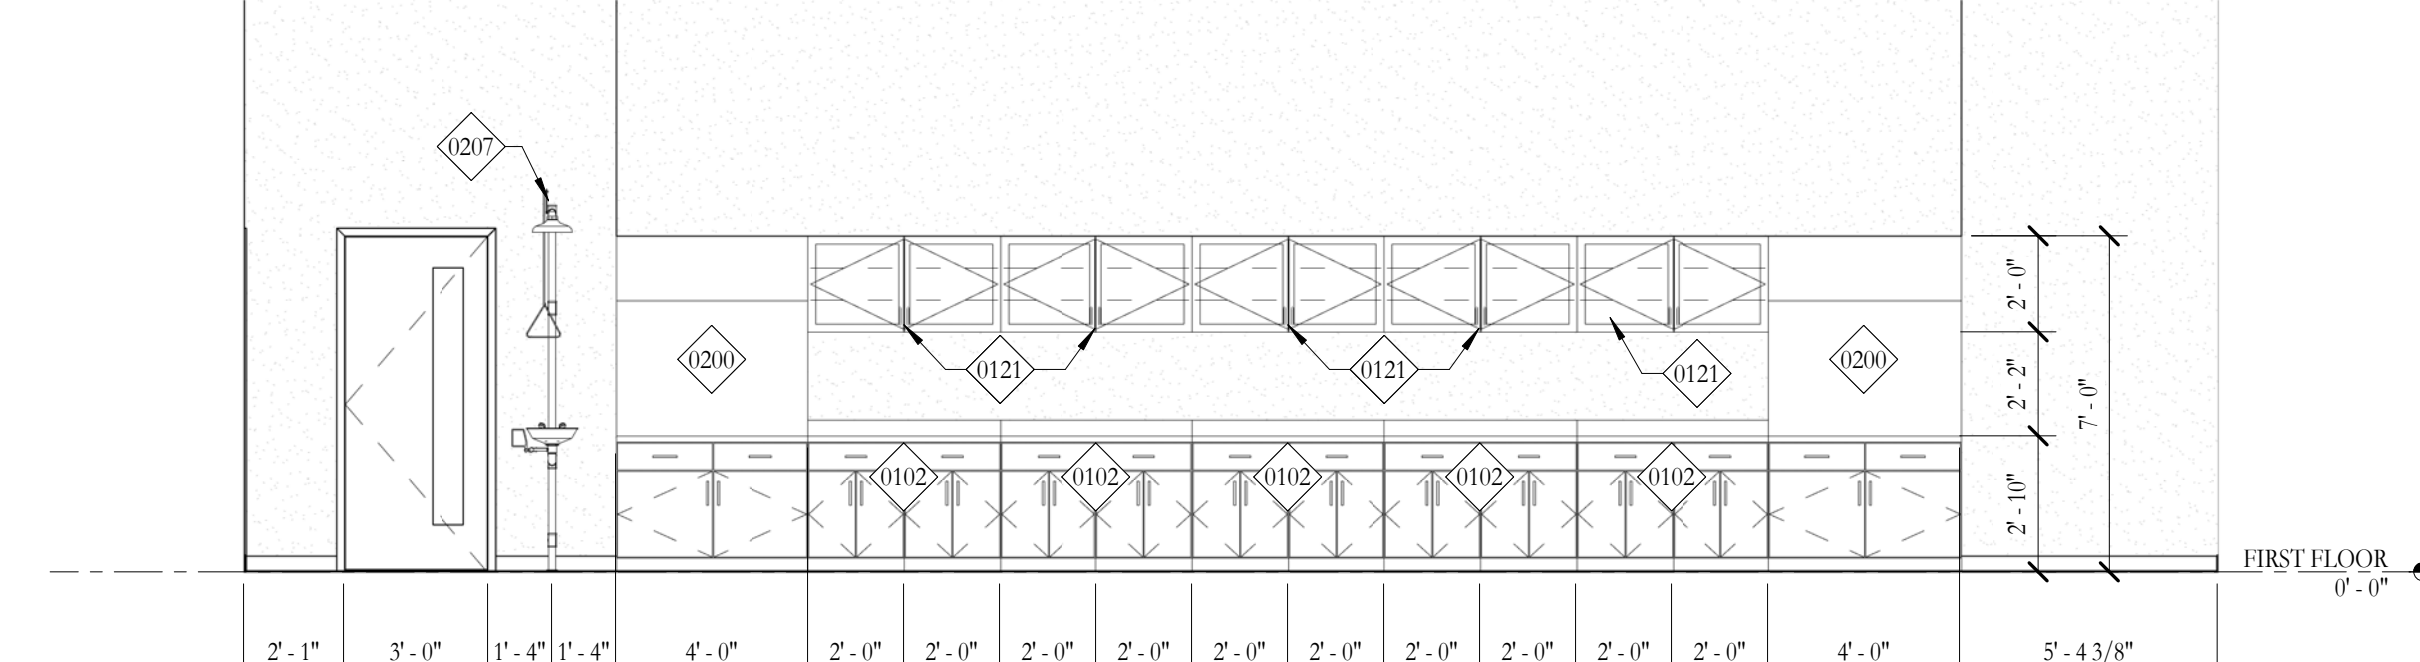 0207
2' - 0"
0200
0121
0121
0121
0200
2' - 2"
7' - 0"
0102
0102
0102
0102
0102
2' - 10"
FIRST FLOOR
0' - 0"
2' - 1"
3' - 0"
1' - 4"
1' - 4"
4' - 0"
2' - 0"
2' - 0"
2' - 0"
2' - 0"
2' - 0"
2' - 0"
2' - 0"
2' - 0"
2' - 0"
2' - 0"
4' - 0"
5' - 4 3/8"